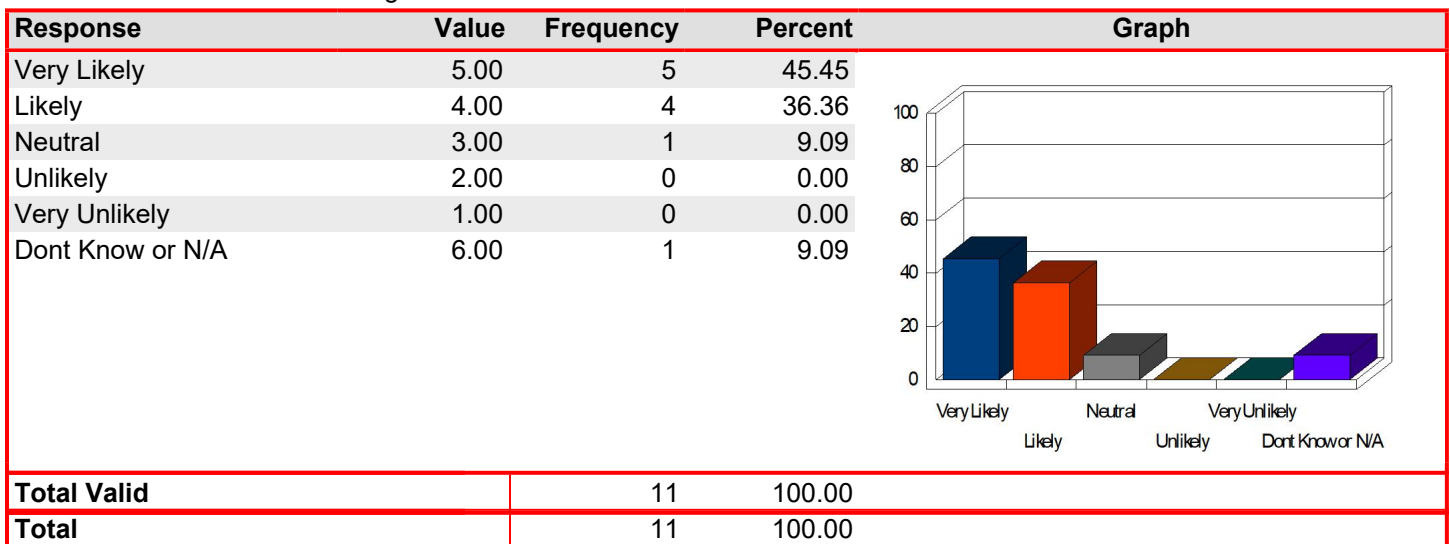 Response Value Frequency Percent Graph
Very Likely 5.00 5 45.45
Likely 4.00 4 36.36
Neutral 3.00 1 9.09
Unlikely 2.00 0 0.00
Very Unlikely 1.00 0 0.00
Dont Know or N/A 6.00 1 9.09
100
80
60
40
20
0
Very Likely Neutral Very Unlikely
Likely Unlikely Dont Know or N/A
Total Valid 11 100.00
Total 11 100.00